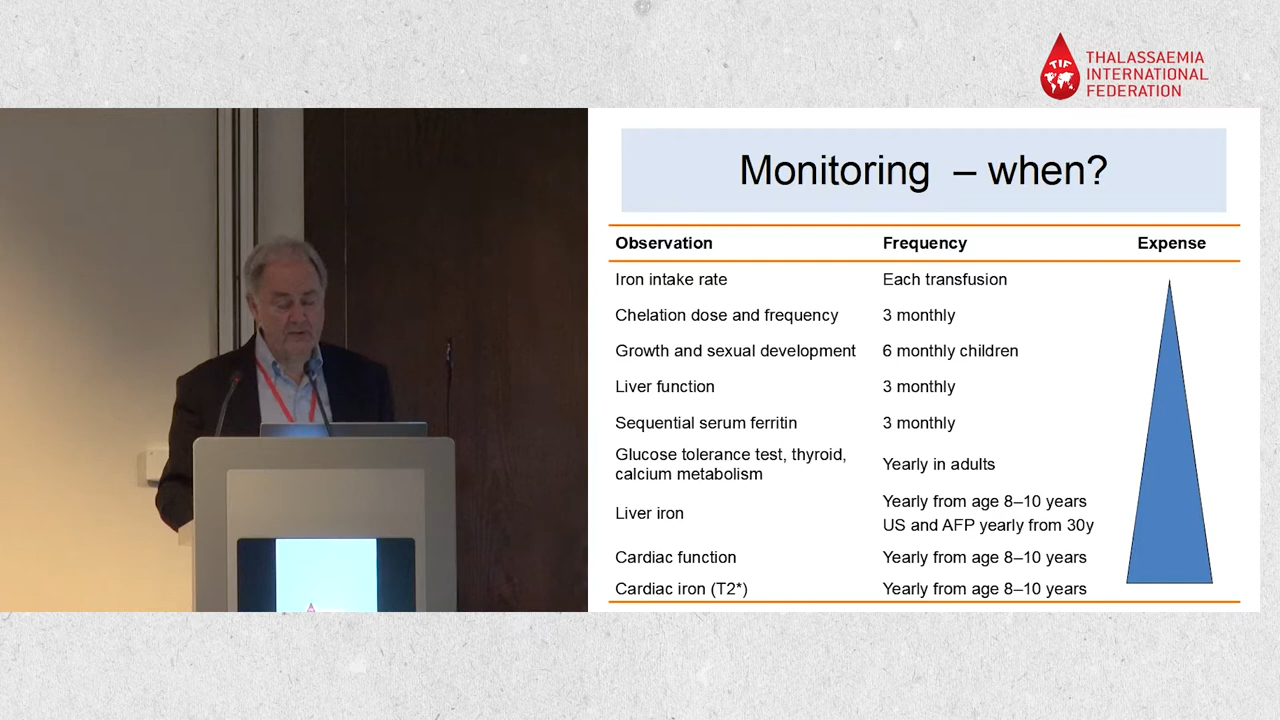 TIF
THALASSAEMIA
INTERNATIONAL
FEDERATION
Monitoring – when?
Observation Frequency Expense
Iron intake rate Each transfusion
Chelation dose and frequency 3 monthly
Growth and sexual development 6 monthly children
Liver function 3 monthly
Sequential serum ferritin 3 monthly
Glucose tolerance test, thyroid,
calcium metabolism
Yearly in adults
Liver iron
Yearly from age 8–10 years
US and AFP yearly from 30y
Cardiac function Yearly from age 8–10 years
Cardiac iron (T2*) Yearly from age 8–10 years